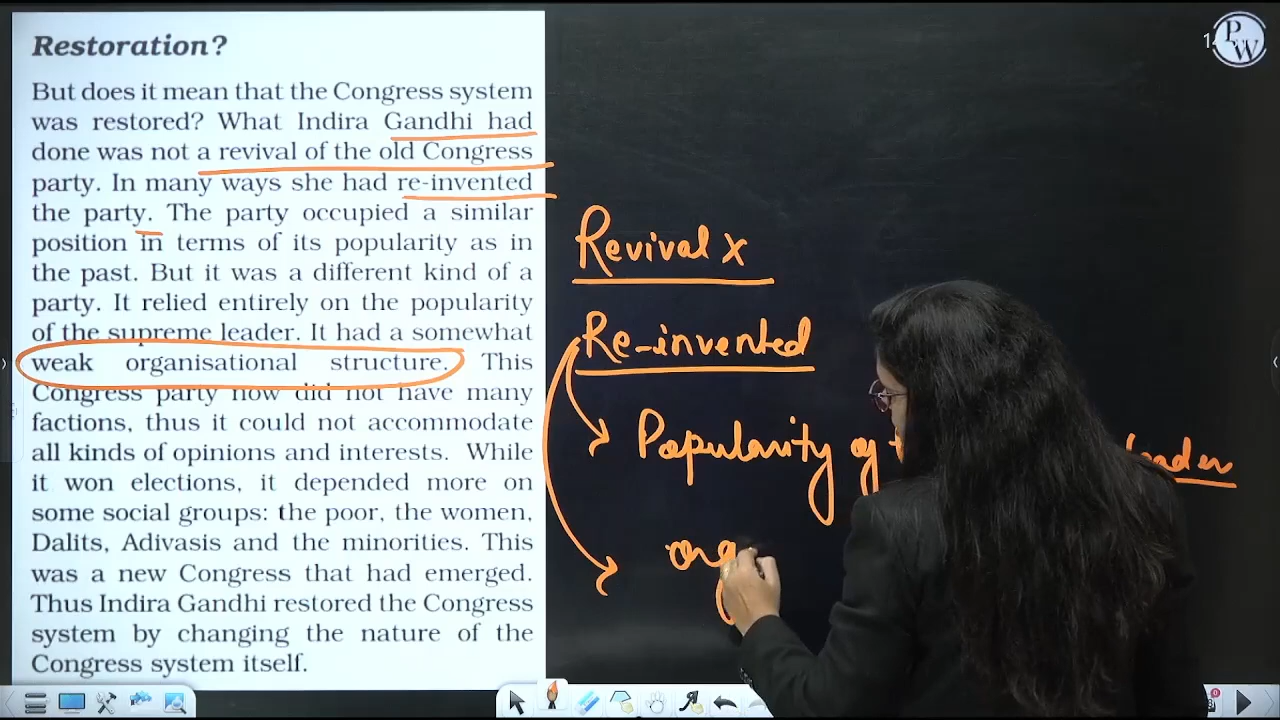 Restoration?
But does it mean that the Congress system
was restored? What Indira Gandhi had
done was not a revival of the old Congress
party. In many ways she had re-invented
the party. The party occupied a similar
position in terms of its popularity as in
the past. But it was a different kind of a
party. It relied entirely on the popularity
of the supreme leader. It had a somewhat
weak organisational structure. This
Congress party now did not have many
factions, thus it could not accommodate
all kinds of opinions and interests. While
it won elections, it depended more on
some social groups: the poor, the women,
Dalits, Adivasis and the minorities. This
was a new Congress that had emerged.
Thus Indira Gandhi restored the Congress
system by changing the nature of the
Congress system itself.
PW
Revival x
Re-invented
Popularity of
org